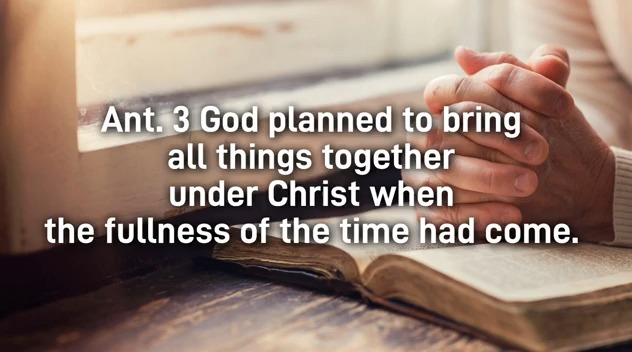 Ant. 3 God planned to bring
all things together
under Christ when
the fullness of the time had come.